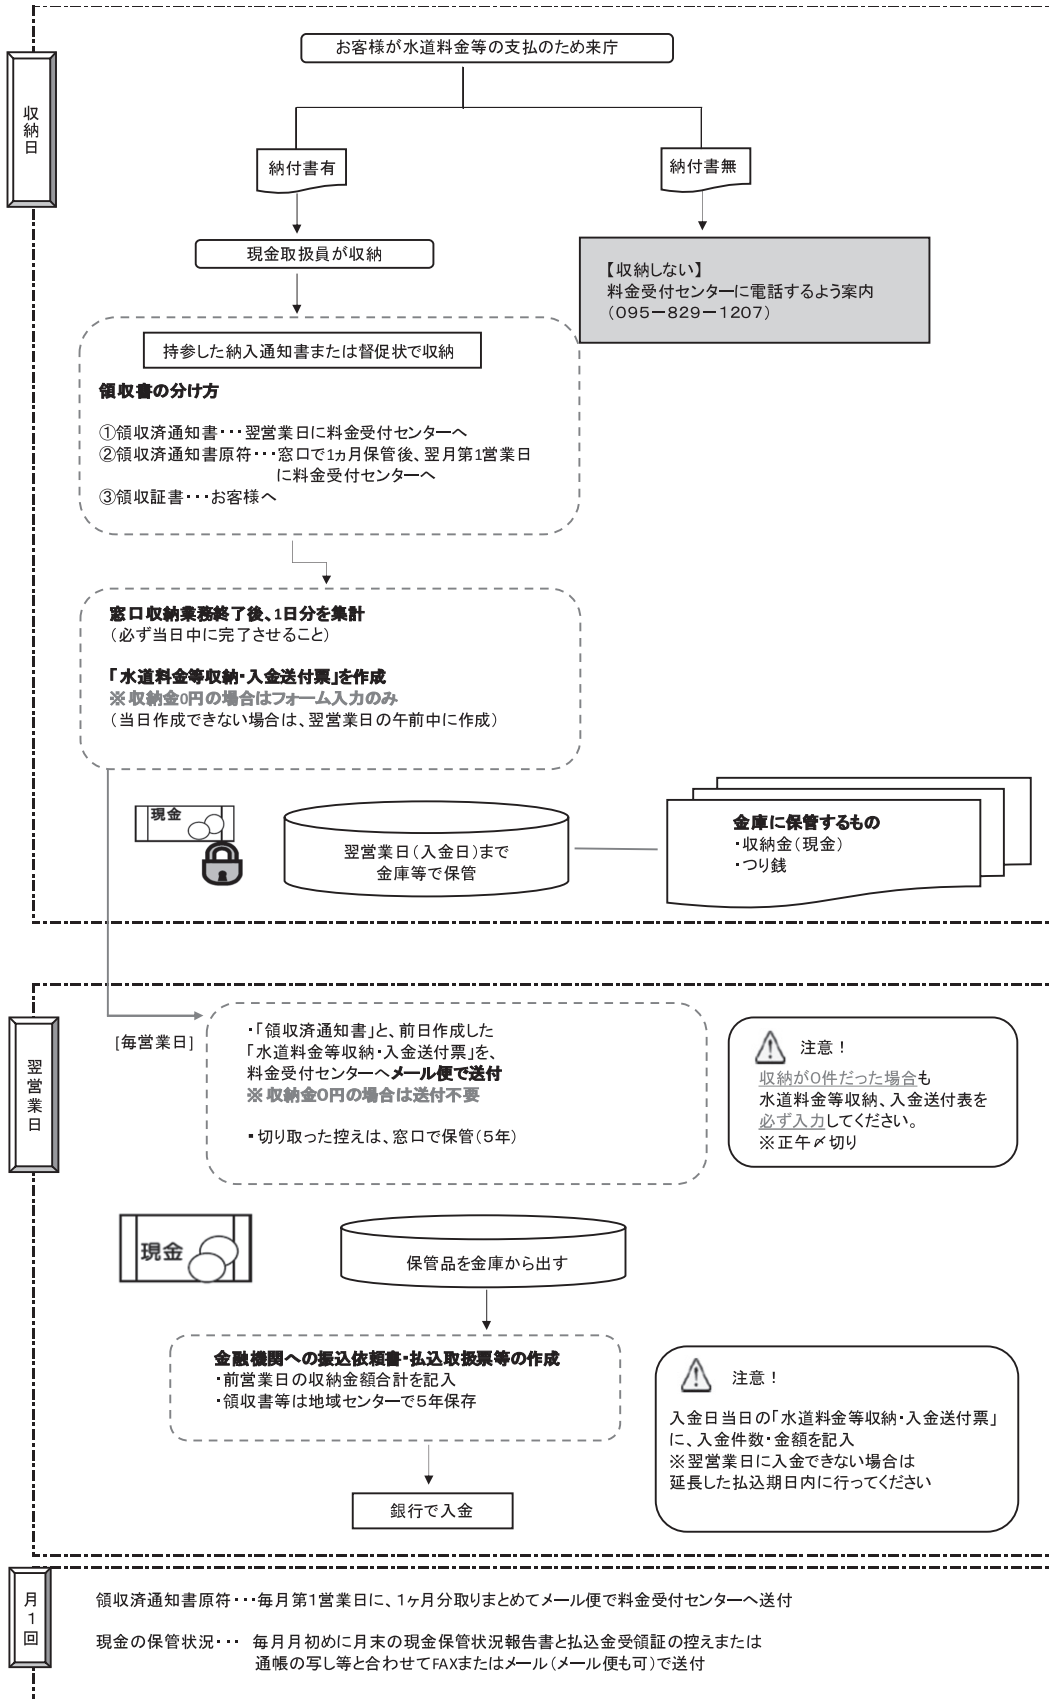 お客様が水道料金等の支払のため来庁
収納日
納付書有
納付書無
現金取扱員が収納
【収納しない】
料金受付センターに電話するよう案内
(095－829－1207)
持参した納入通知書または督促状で収納
領収書の分け方
①領収済通知書･･･翌営業日に料金受付センターへ
②領収済通知書原符･･･窓口で1ヵ月保管後、翌月第1営業日
に料金受付センターへ
③領収証書･･･お客様へ
窓口収納業務終了後、1日分を集計
(必ず当日中に完了させること)
｢水道料金等収納･入金送付票｣を作成
※収納金0円の場合はフォーム入力のみ
(当日作成できない場合は、翌営業日の午前中に作成)
現金
翌営業日(入金日)まで
金庫等で保管
金庫に保管するもの
･収納金(現金)
･つり銭
翌営業日
[毎営業日]
･｢領収済通知書｣と、前日作成した
｢水道料金等収納･入金送付票｣を、
料金受付センターへメール便で送付
※収納金0円の場合は送付不要
･切り取った控えは、窓口で保管(5年)
注意！
収納が0件だった場合も
水道料金等収納、入金送付表を
必ず入力してください。
※正午〆切り
現金
保管品を金庫から出す
金融機関への振込依頼書･払込取扱票等の作成
･前営業日の収納金額合計を記入
･領収書等は地域センターで5年保存
銀行で入金
注意！
入金日当日の｢水道料金等収納･入金送付票｣
に、入金件数･金額を記入
※翌営業日に入金できない場合は
延長した払込期日内に行ってください
月1回
領収済通知書原符･･･毎月第1営業日に、1ヶ月分取りまとめてメール便で料金受付センターへ送付
現金の保管状況･･･ 毎月月初めに月末の現金保管状況報告書と払込金受領証の控えまたは
通帳の写し等と合わせてFAXまたはメール(メール便も可)で送付